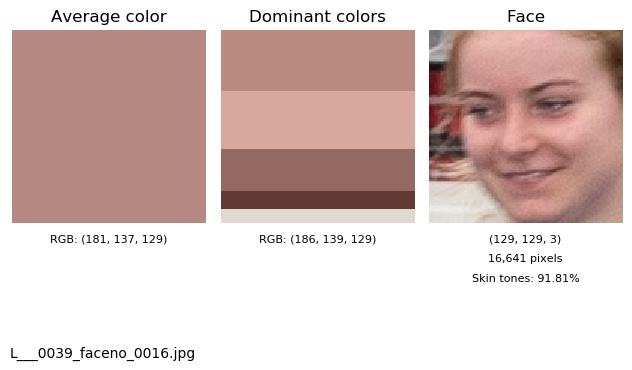 Average color
Dominant colors
Face
RGB: (181, 137, 129)
RGB: (186, 139, 129)
(129, 129, 3)
16,641 pixels
Skin tones: 91.81%
L___0039_faceno_0016.jpg